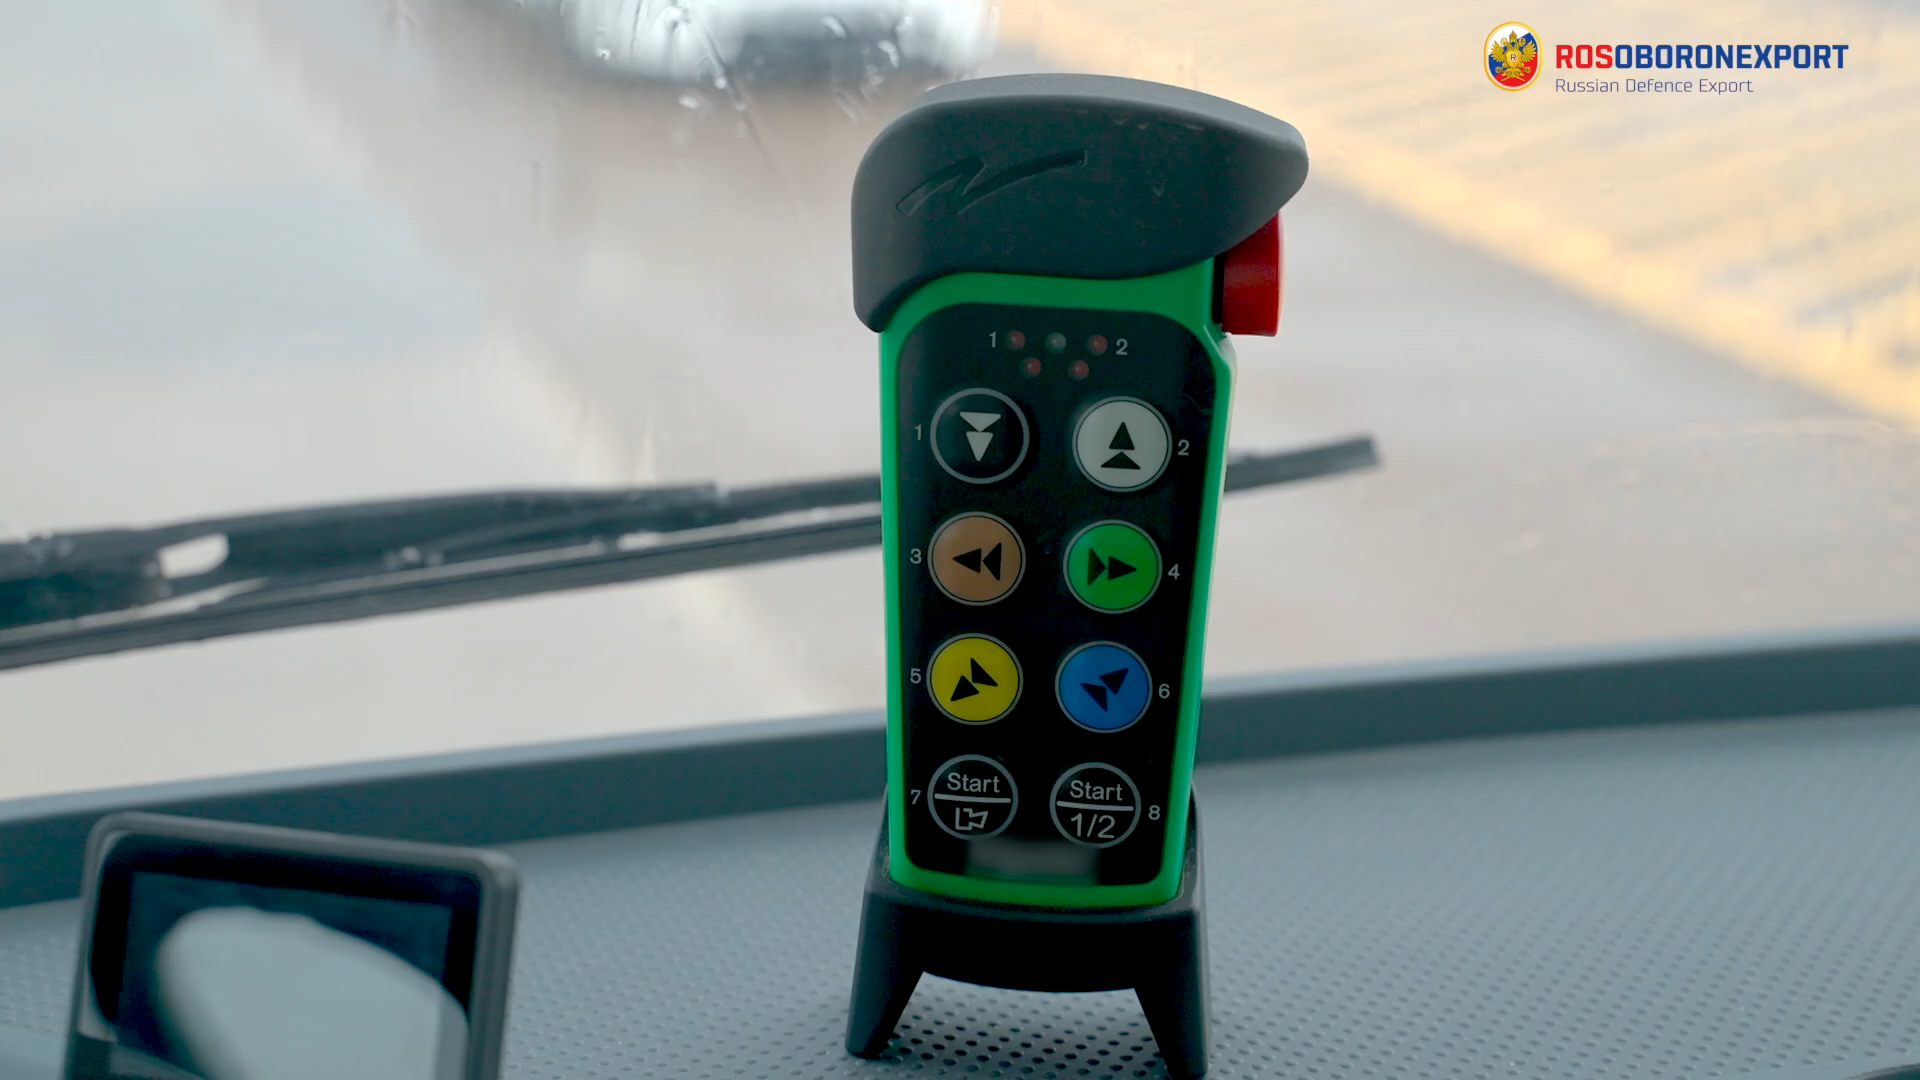 ROSOBORONEXPORT
Russian Defence Export
1 2
1 2
3 4
5 6
7 Start Start 8
1/2